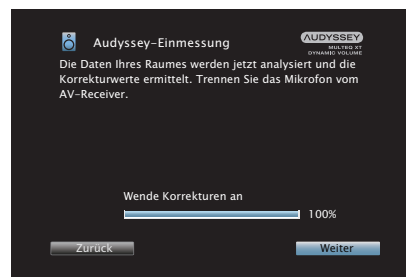 Audyssey-Einmessung
AUDYSSEY
MULTEQ XT
DYNAMIC VOLUME
Die Daten Ihres Raumes werden jetzt analysiert und die
Korrekturwerte ermittelt. Trennen Sie das Mikrofon vom
AV-Receiver.
Wende Korrekturen an
100%
Zurück
Weiter